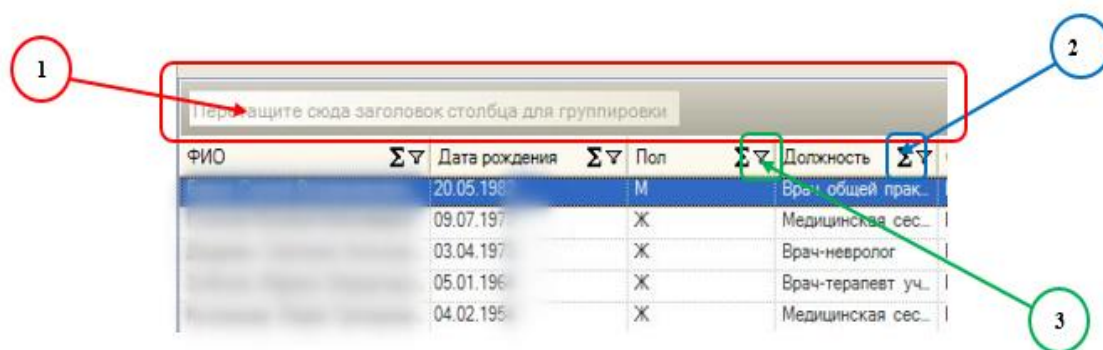 1
2
Перетащите сюда заголовок столбца для группировки
ФИО Σ Дата рождения Σ Пол Σ Должность Σ
20.05.198 М Врач общей прак...
09.07.197 Ж Медицинская сес...
03.04.197 Ж Врач-невролог
05.01.196 Ж Врач-терапевт уч...
04.02.195 Ж Медицинская сес...
3